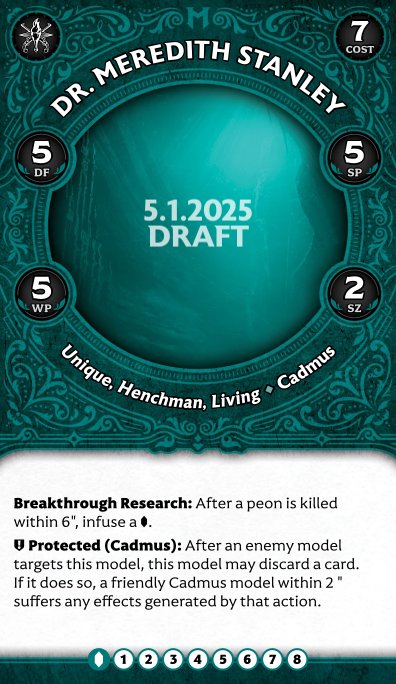 7
COST
DR. MEREDITH STANLEY
5
DF
5
SP
5.1.2025
DRAFT
5
WP
2
SZ
Unique, Henchman, Living ⬥ Cadmus
Breakthrough Research: After a peon is killed
within 6", infuse a ⬮.
Protected (Cadmus): After an enemy model
targets this model, this model may discard a card.
If it does so, a friendly Cadmus model within 2 "
suffers any effects generated by that action.
1 2 3 4 5 6 7 8